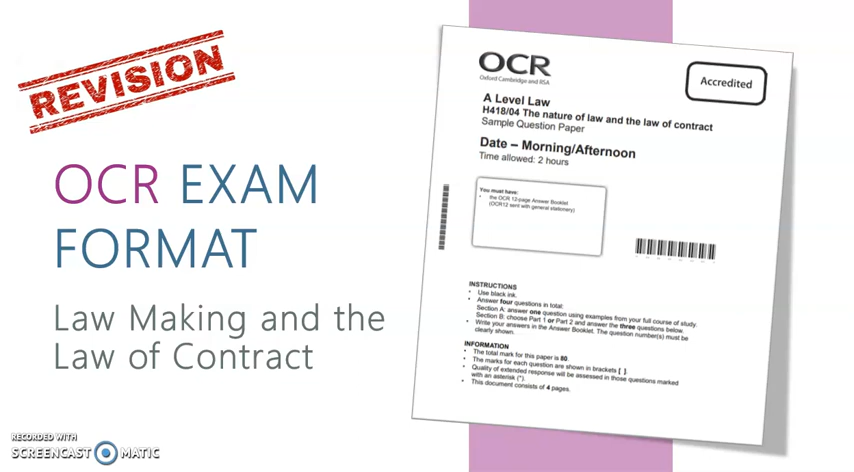 REVISION
OCR EXAM
FORMAT
Law Making and the
Law of Contract
RECORDED WITH
SCREENCAST MATIC
OCR
Oxford Cambridge and RSA
Accredited
A Level Law
H418/04 The nature of law and the law of contract
Sample Question Paper
Date – Morning/Afternoon
Time allowed: 2 hours
You must have:
• the OCR 12-page Answer Booklet
(OCR12 sent with general stationary)
INSTRUCTIONS
• Use black ink.
• Answer four questions in total:
Section A: answer one question using examples from your full course of study.
Section B: choose Part 1 or Part 2 and answer the three questions below.
• Write your answers in the Answer Booklet. The question number(s) must be
clearly shown.
INFORMATION
• The total mark for this paper is 80.
• The marks for each question are shown in brackets [ ].
• Quality of extended response will be assessed in those questions marked
with an asterisk (*).
• This document consists of 4 pages.